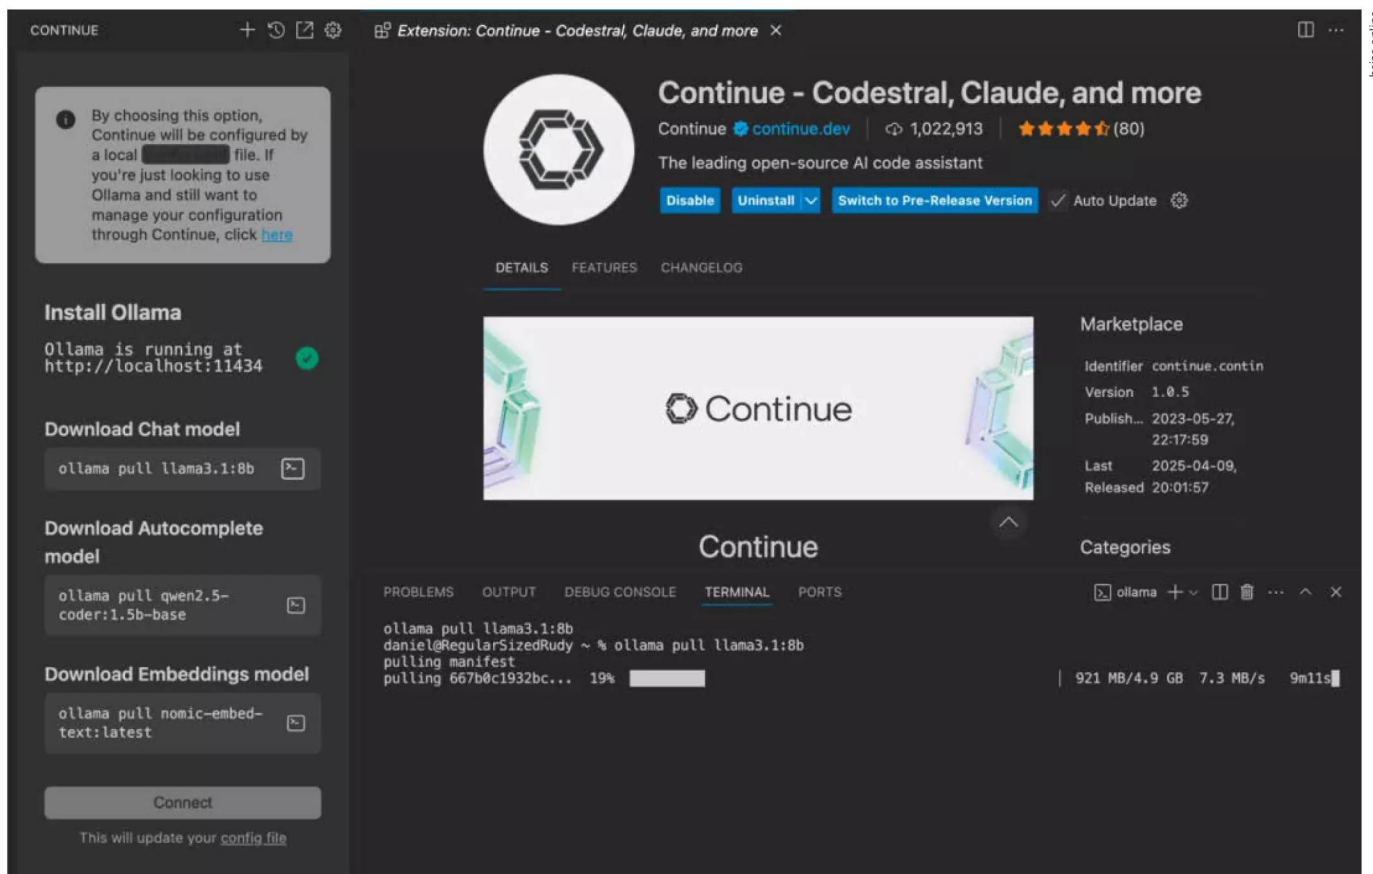 CONTINUE
Extension: Continue - Codestral, Claude, and more
By choosing this option,
Continue will be configured by
a local file. If
you're just looking to use
Ollama and still want to
manage your configuration
through Continue, click here
Install Ollama
Ollama is running at
http://localhost:11434
Download Chat model
ollama pull llama3.1:8b
Download Autocomplete
model
ollama pull qwen2.5-
coder:1.5b-base
Download Embeddings model
ollama pull nomic-embed-
text:latest
Connect
This will update your config file
Continue - Codestral, Claude, and more
Continue continue.dev 1,022,913 (80)
The leading open-source AI code assistant
Disable Uninstall Switch to Pre-Release Version Auto Update
DETAILS FEATURES CHANGELOG
Continue
Continue
Marketplace
Identifier continue.contin
Version 1.0.5
Publish... 2023-05-27,
22:17:59
Last 2025-04-09,
Released 20:01:57
Categories
PROBLEMS OUTPUT DEBUG CONSOLE TERMINAL PORTS ollama
ollama pull llama3.1:8b
daniel@RegularSizedRudy ~ % ollama pull llama3.1:8b
pulling manifest
pulling 667b0c1932bc... 19% | 921 MB/4.9 GB 7.3 MB/s 9m11s